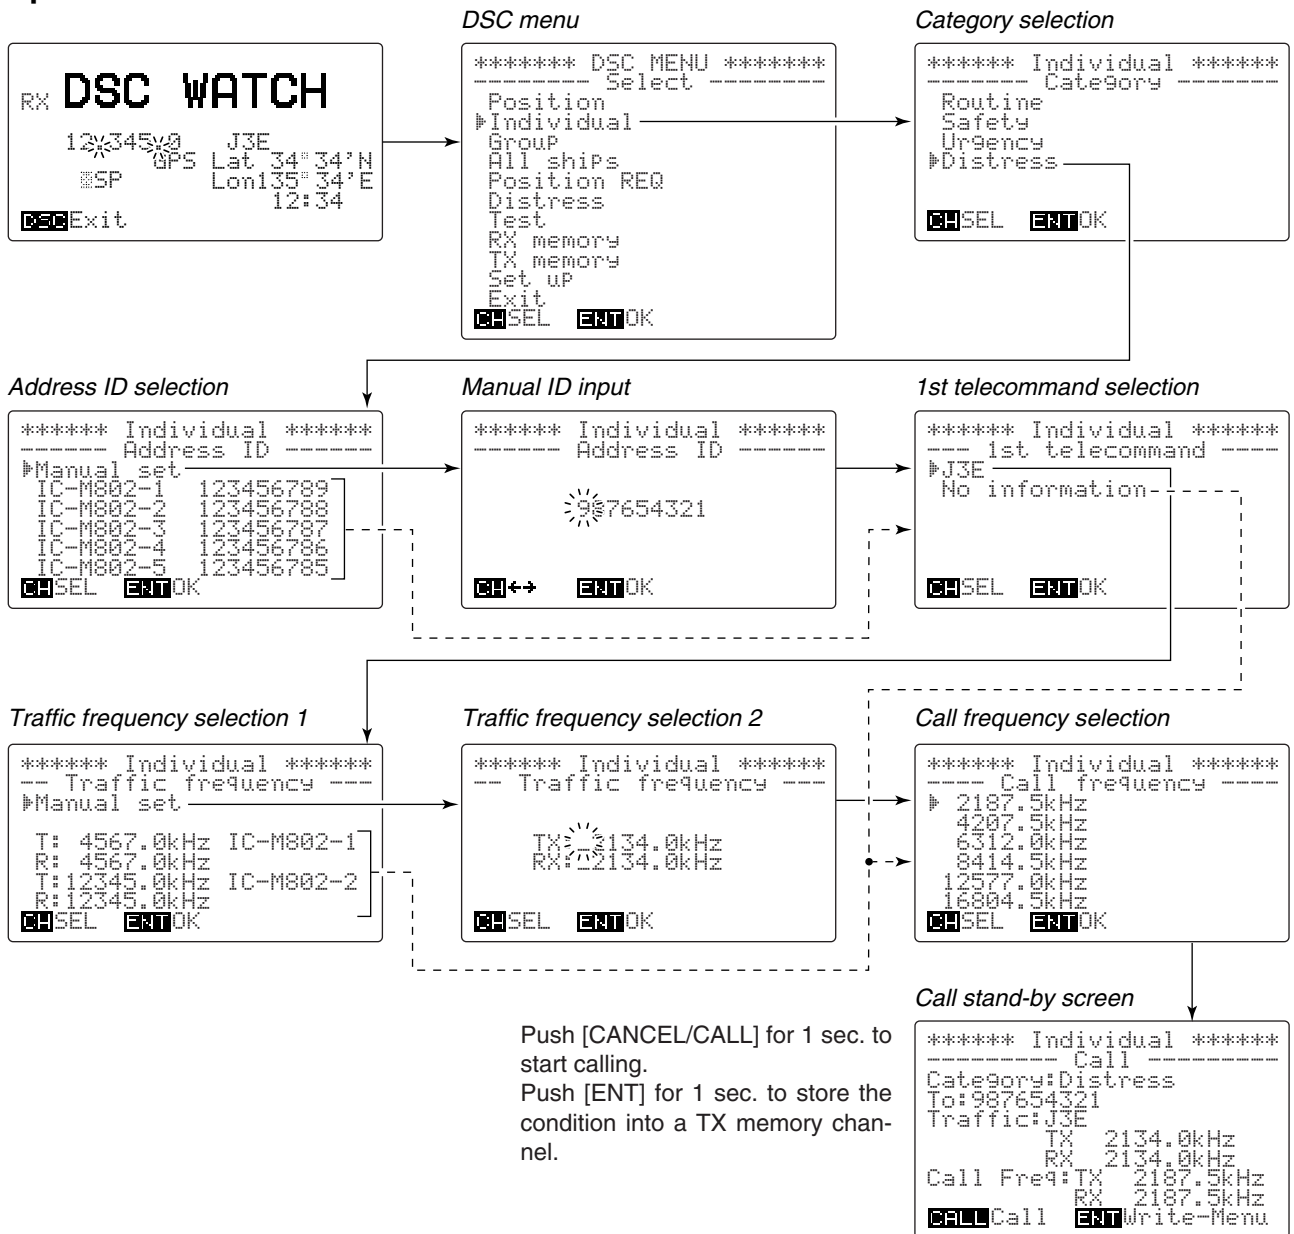 DSC menu
Category selection
RX DSC WATCH
J3E
GPS Lat 34°34'N
SP Lon135°34'E
12:34
DSC Exit
******* DSC MENU *******
-------- Select --------
Position
Individual
Group
All ships
Position REQ
Distress
Test
RX memory
TX memory
Set up
Exit
CH SEL ENT OK
****** Individual ******
------- Category -------
Routine
Safety
Urgency
Distress
CH SEL ENT OK
Address ID selection
Manual ID input
1st telecommand selection
****** Individual ******
------ Address ID ------
Manual set
IC-M802-1 123456789
IC-M802-2 123456788
IC-M802-3 123456787
IC-M802-4 123456786
IC-M802-5 123456785
CH SEL ENT OK
****** Individual ******
------ Address ID ------
987654321
CH ←→ ENT OK
****** Individual ******
--- 1st telecommand ----
J3E
No information
CH SEL ENT OK
Traffic frequency selection 1
Traffic frequency selection 2
Call frequency selection
****** Individual ******
-- Traffic frequency ---
Manual set
T: 4567.0kHz IC-M802-1
R: 4567.0kHz
T:12345.0kHz IC-M802-2
R:12345.0kHz
CH SEL ENT OK
****** Individual ******
-- Traffic frequency ---
TX:_2134.0kHz
RX:_2134.0kHz
CH SEL ENT OK
****** Individual ******
---- Call frequency ----
2187.5kHz
4207.5kHz
6312.0kHz
8414.5kHz
12577.0kHz
16804.5kHz
CH SEL ENT OK
Push [CANCEL/CALL] for 1 sec. to
start calling.
Push [ENT] for 1 sec. to store the
condition into a TX memory chan-
nel.
Call stand-by screen
****** Individual ******
--------- Call ---------
Category:Distress
To:987654321
Traffic:J3E
TX 2134.0kHz
RX 2134.0kHz
Call Freq:TX 2187.5kHz
RX 2187.5kHz
CALL Call ENT Write-Menu